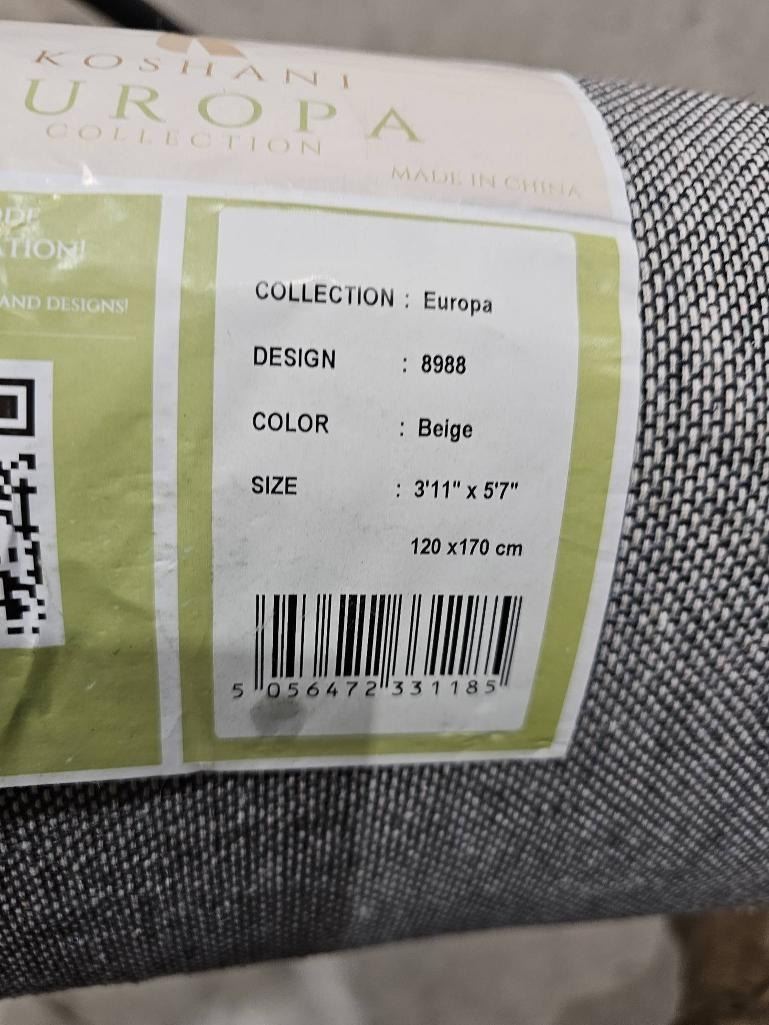 KOSHANI
UROPA
COLLECTION
MADE IN CHINA
ODE
ATION!
AND DESIGNS!
COLLECTION : Europa
DESIGN : 8988
COLOR : Beige
SIZE : 3'11" x 5'7"
120 x170 cm
5 056472 331185